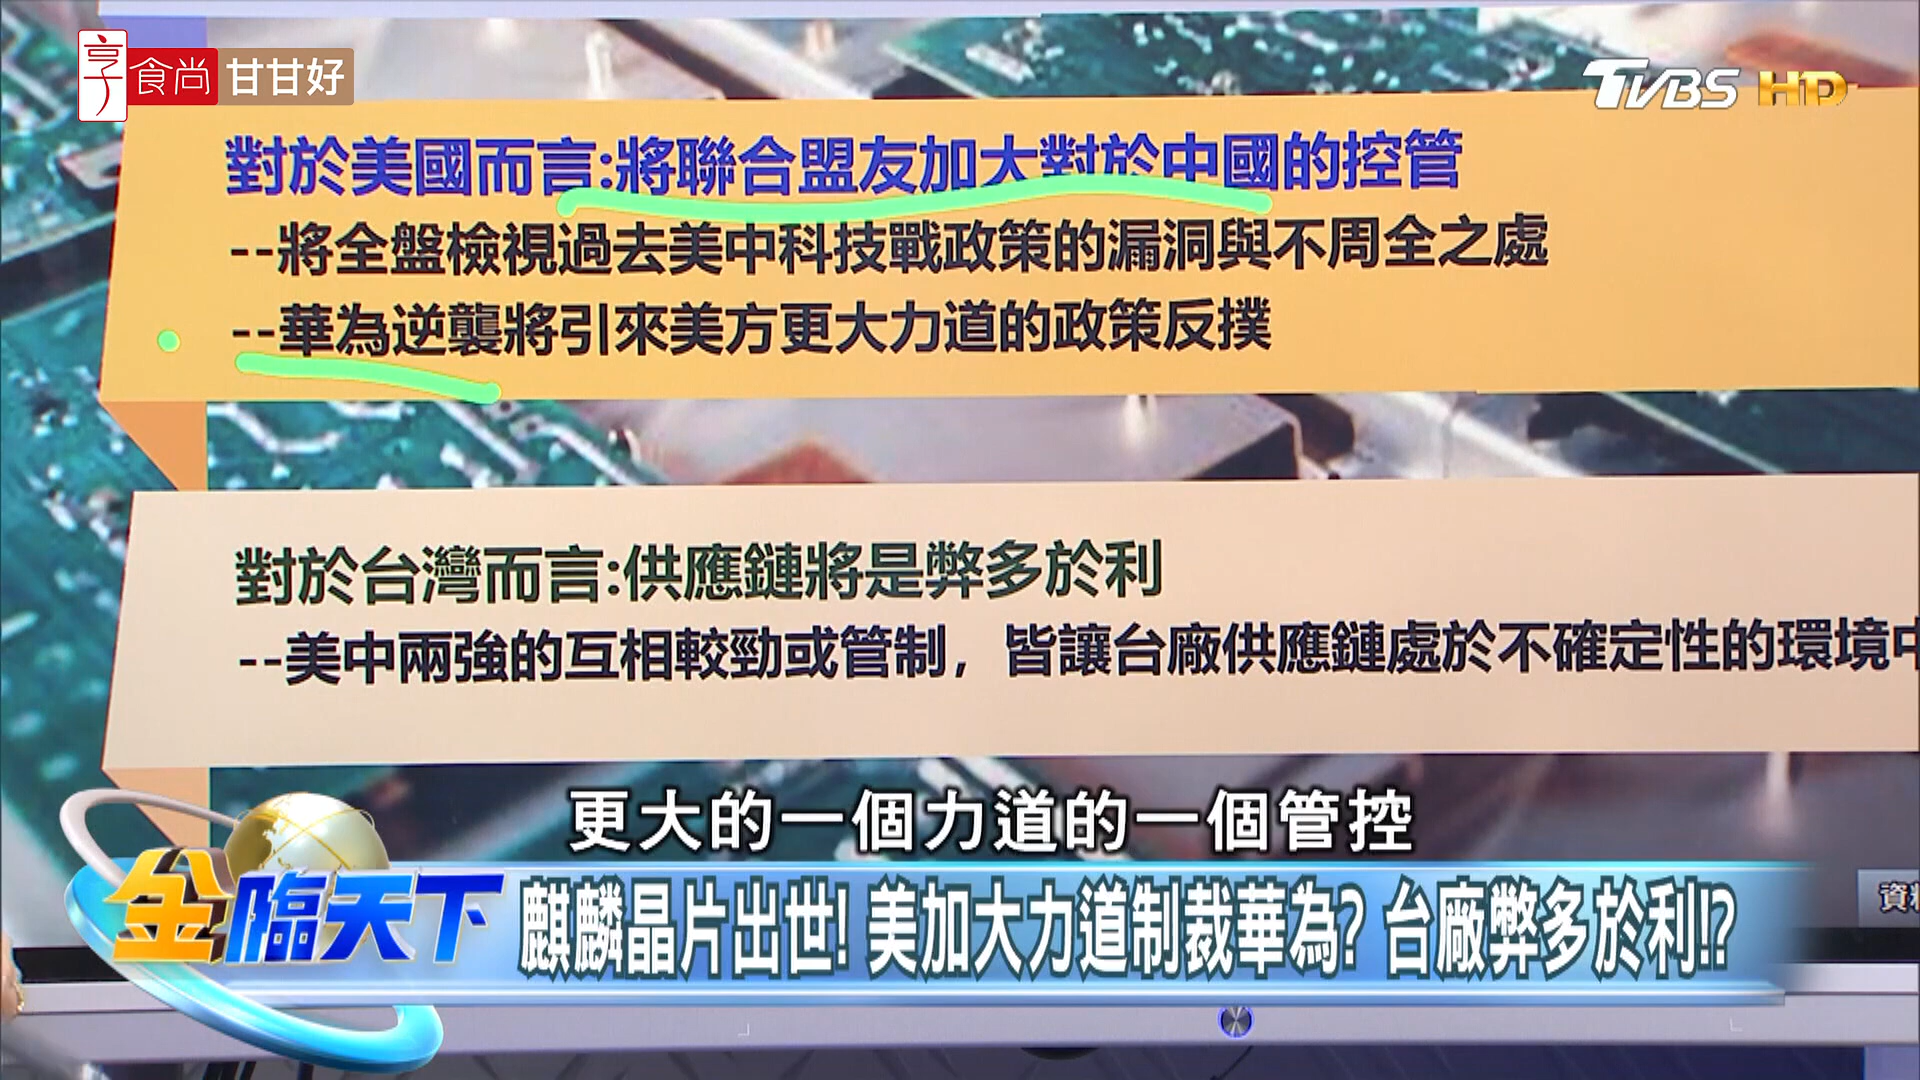 享食尚 甘甘好
TVBS HD
對於美國而言:將聯合盟友加大對於中國的控管
--將全盤檢視過去美中科技戰政策的漏洞與不周全之處
--華為逆襲將引來美方更大力道的政策反撲
對於台灣而言:供應鏈將是弊多於利
--美中兩強的互相較勁或管制，皆讓台廠供應鏈處於不確定性的環境中
更大的一個力道的一個管控
金臨天下
麒麟晶片出世! 美加大力道制裁華為? 台廠弊多於利!?
資料